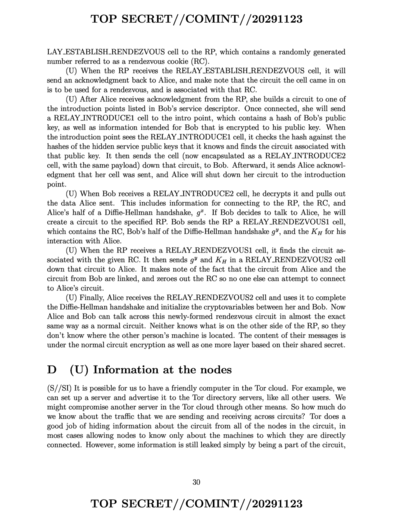 TOP SECRET//COMINT//20291123
LAY_ESTABLISH_RENDEZVOUS cell to the RP, which contains a randomly generated
number referred to as a rendezvous cookie (RC).
(U) When the RP receives the RELAY_ESTABLISH_RENDEZVOUS cell, it will
send an acknowledgment back to Alice, and make note that the circuit the cell came in on
is to be used for a rendezvous, and is associated with that RC.
(U) After Alice receives acknowledgment from the RP, she builds a circuit to one of
the introduction points listed in Bob's service descriptor. Once connected, she will send
a RELAY_INTRODUCE1 cell to the intro point, which contains a hash of Bob's public
key, as well as information intended for Bob that is encrypted to his public key. When
the introduction point sees the RELAY_INTRODUCE1 cell, it checks the hash against the
hashes of the hidden service public keys that it knows and finds the circuit associated with
that public key. It then sends the cell (now encapsulated as a RELAY_INTRODUCE2
cell, with the same payload) down that circuit, to Bob. Afterward, it sends Alice acknowl-
edgment that her cell was sent, and Alice will shut down her circuit to the introduction
point.
(U) When Bob receives a RELAY_INTRODUCE2 cell, he decrypts it and pulls out
the data Alice sent. This includes information for connecting to the RP, the RC, and
Alice's half of a Diffie-Hellman handshake, gˣ. If Bob decides to talk to Alice, he will
create a circuit to the specified RP. Bob sends the RP a RELAY_RENDEZVOUS1 cell,
which contains the RC, Bob's half of the Diffie-Hellman handshake gʸ, and the K_H for his
interaction with Alice.
(U) When the RP receives a RELAY_RENDEZVOUS1 cell, it finds the circuit as-
sociated with the given RC. It then sends gʸ and K_H in a RELAY_RENDEZVOUS2 cell
down that circuit to Alice. It makes note of the fact that the circuit from Alice and the
circuit from Bob are linked, and zeroes out the RC so no one else can attempt to connect
to Alice's circuit.
(U) Finally, Alice receives the RELAY_RENDEZVOUS2 cell and uses it to complete
the Diffie-Hellman handshake and initialize the cryptovariables between her and Bob. Now
Alice and Bob can talk across this newly-formed rendezvous circuit in almost the exact
same way as a normal circuit. Neither knows what is on the other side of the RP, so they
don't know where the other person's machine is located. The content of their messages is
under the normal circuit encryption as well as one more layer based on their shared secret.
D (U) Information at the nodes
(S//SI) It is possible for us to have a friendly computer in the Tor cloud. For example, we
can set up a server and advertise it to the Tor directory servers, like all other users. We
might compromise another server in the Tor cloud through other means. So how much do
we know about the traffic that we are sending and receiving across circuits? Tor does a
good job of hiding information about the circuit from all of the nodes in the circuit, in
most cases allowing nodes to know only about the machines to which they are directly
connected. However, some information is still leaked simply by being a part of the circuit,
30
TOP SECRET//COMINT//20291123